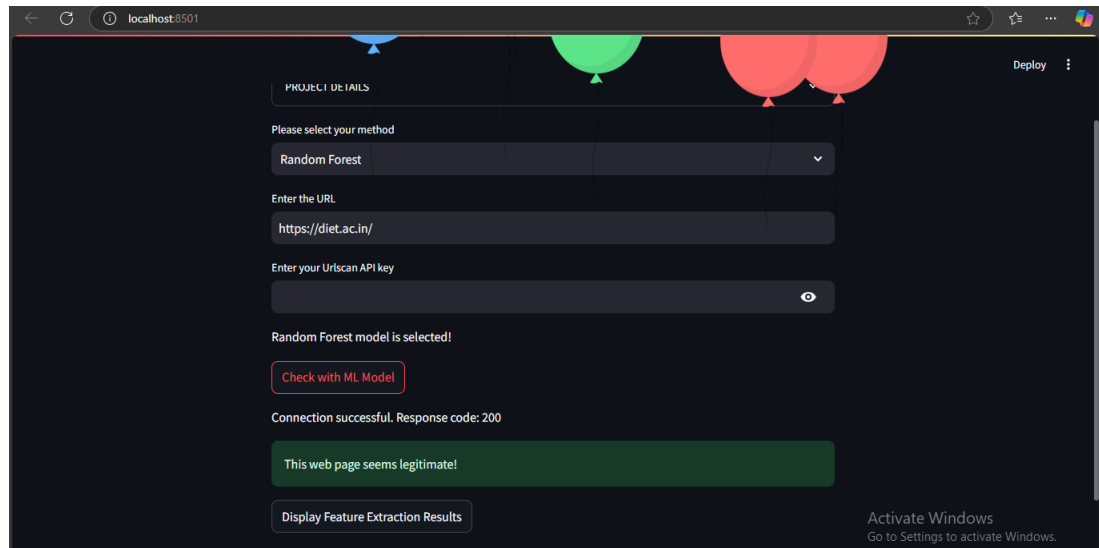 localhost:8501
Deploy
PROJECT DETAILS
Please select your method
Random Forest
Enter the URL
https://diet.ac.in/
Enter your Urlscan API key
Random Forest model is selected!
Check with ML Model
Connection successful. Response code: 200
This web page seems legitimate!
Display Feature Extraction Results
Activate Windows
Go to Settings to activate Windows.